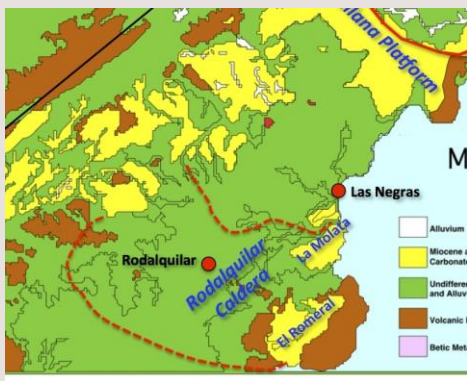 Platform
M
Las Negras
La Molata
Rodalquilar
Rodalquilar
Caldera
El Romeral
Alluvium
Miocene a
Carbonat
Undiffere
and Alluv
Volcanic
Betic Met